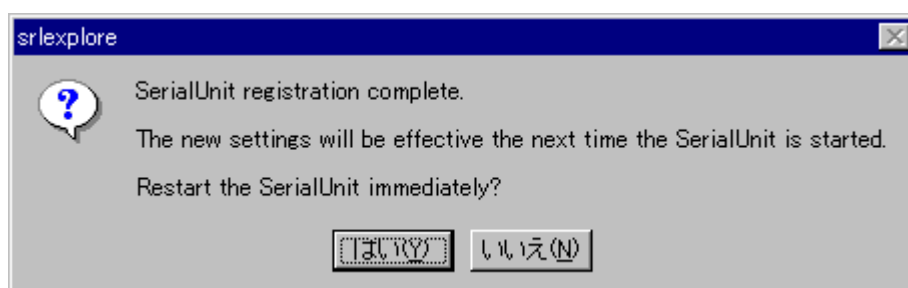 srlexplore
SerialUnit registration complete.
The new settings will be effective the next time the SerialUnit is started.
Restart the SerialUnit immediately?
はい(Y) いいえ(N)